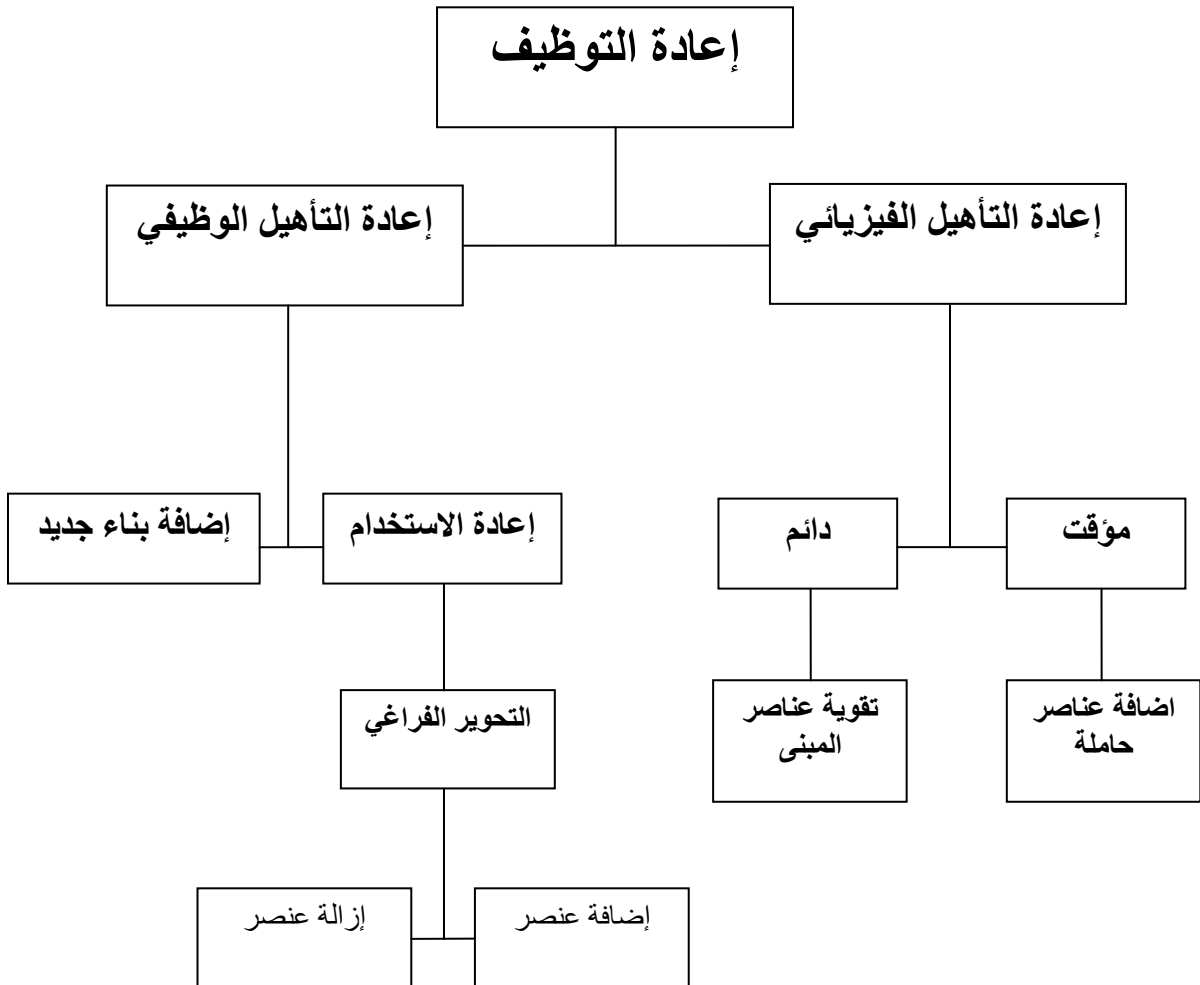 إعادة التوظيف
إعادة التأهيل الفيزيائي
إعادة التأهيل الوظيفي
مؤقت
دائم
إعادة الاستخدام
إضافة بناء جديد
اضافة عناصر
حاملة
تقوية عناصر
المبنى
التحوير الفراغي
إضافة عنصر
إزالة عنصر